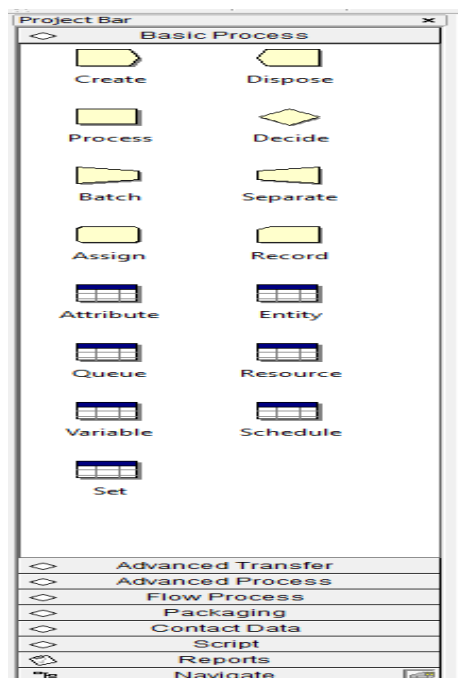 Project Bar
Basic Process
Create Dispose
Process Decide
Batch Separate
Assign Record
Attribute Entity
Queue Resource
Variable Schedule
Set
Advanced Transfer
Advanced Process
Flow Process
Packaging
Contact Data
Script
Reports
Navigate